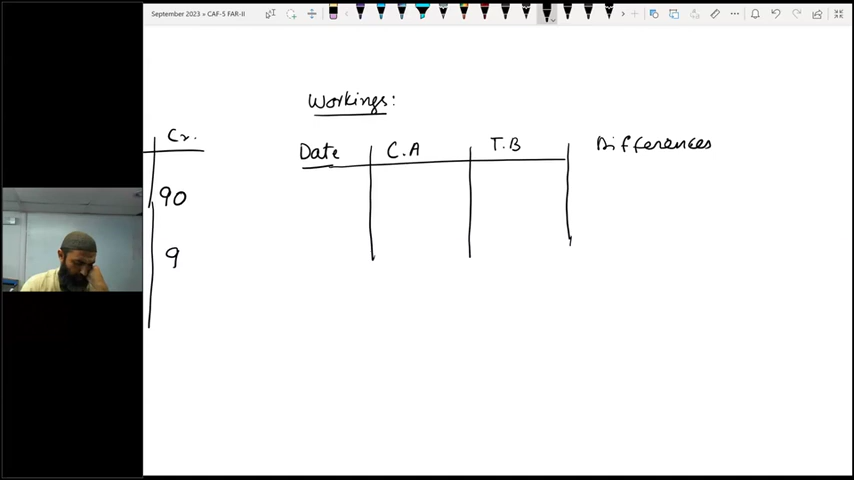 September 2023 » CAF-5 FAR-II
Workings:
Cr.
Date C.A T.B Differences
90
9